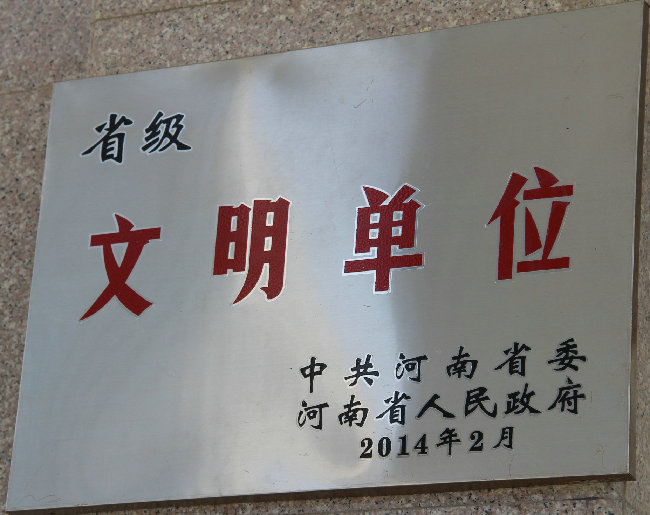 省级
文明单位
中共河南省委
河南省人民政府
2014年2月